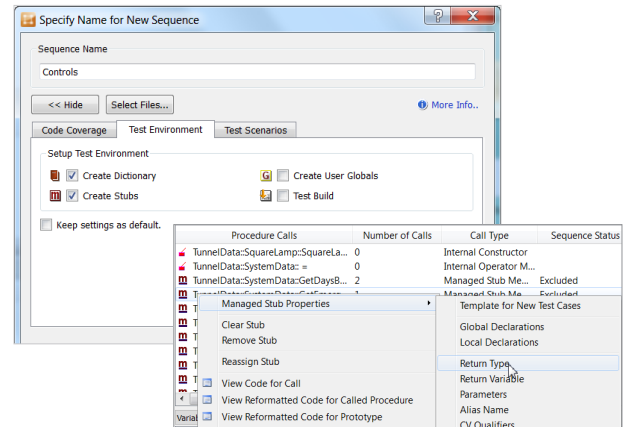 Specify Name for New Sequence
Sequence Name
Controls
<< Hide
Select Files...
More Info..
Code Coverage
Test Environment
Test Scenarios
Setup Test Environment
Create Dictionary
Create User Globals
Create Stubs
Test Build
Keep settings as default.
Procedure Calls
Number of Calls
Call Type
Sequence Status
TunnelData::SquareLamp::SquareLa... 0 Internal Constructor
TunnelData::SystemData:: = 0 Internal Operator M...
TunnelData::SystemData::GetDaysB... 2 Managed Stub Me... Excluded
Managed Stub Properties
Clear Stub
Remove Stub
Reassign Stub
View Code for Call
View Reformatted Code for Called Procedure
View Reformatted Code for Prototype
Template for New Test Cases
Global Declarations
Local Declarations
Return Type
Return Variable
Parameters
Alias Name
CV Qualifiers